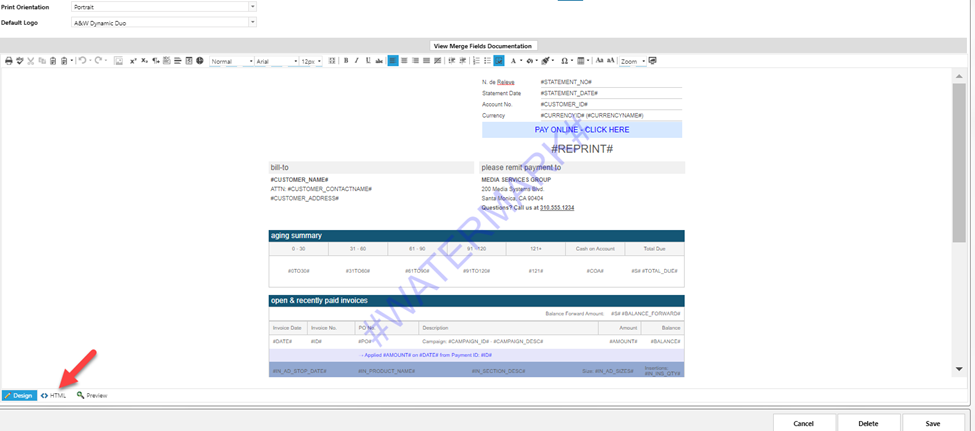 Print Orientation
Portrait
Default Logo
A&W Dynamic Duo
View Merge Fields Documentation
Normal Arial 12px B I U abc Zoom
N. de Releve #STATEMENT_NO#
Statement Date #STATEMENT_DATE#
Account No. #CUSTOMER_ID#
Currency #CURRENCYID# (#CURRENCYNAME#)
PAY ONLINE - CLICK HERE
#REPRINT#
bill-to please remit payment to
#CUSTOMER_NAME# MEDIA SERVICES GROUP
ATTN: #CUSTOMER_CONTACTNAME# 200 Media Systems Blvd.
#CUSTOMER_ADDRESS# Santa Monica, CA 90404
Questions? Call us at 310.555.1234
#WATERMARK#
aging summary
0 - 30 31 - 60 61 - 90 91 - 120 121+ Cash on Account Total Due
#0TO30# #31TO60# #61TO90# #91TO120# #121# #COA# #S# #TOTAL_DUE#
open & recently paid invoices
Balance Forward Amount: #S# #BALANCE_FORWARD#
Invoice Date Invoice No. PO No. Description Amount Balance
#DATE# #ID# #PO# Campaign: #CAMPAIGN_ID# - #CAMPAIGN_DESC# #AMOUNT# #BALANCE#
- Applied #AMOUNT# on #DATE# from Payment ID: #ID#
#IN_AD_STOP_DATE# #IN_PRODUCT_NAME# #IN_SECTION_DESC# Size: #IN_AD_SIZES#
Design HTML Preview
Cancel Delete Save